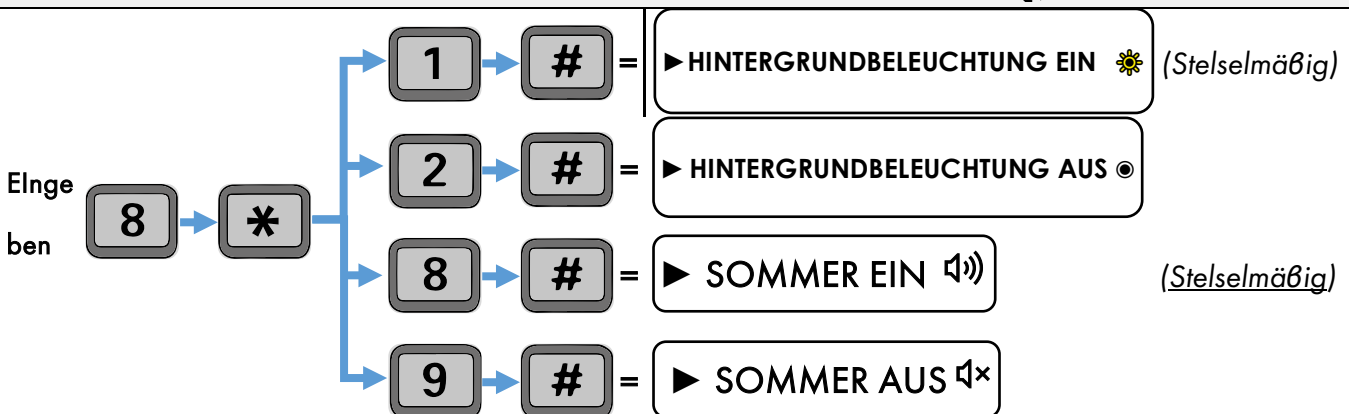 1 # = ►HINTERGRUNDBELEUCHTUNG EIN (Stelselmäßig)
2 # = ► HINTERGRUNDBELEUCHTUNG AUS
EInge
ben
8 *
8 # = ► SOMMER EIN (Stelselmäßig)
9 # = ► SOMMER AUS